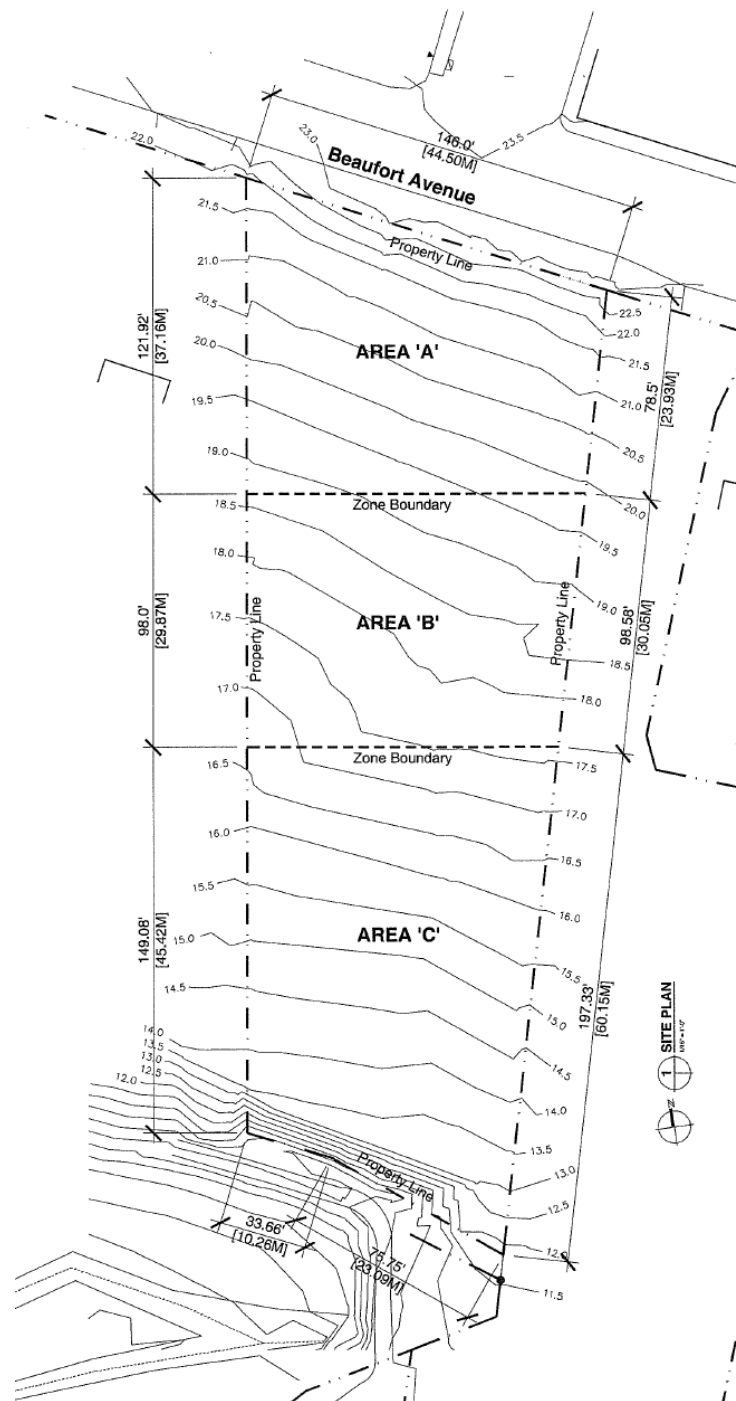 23.5
146.0'
[44.50M]
23.0
22.0
Beaufort Avenue
Property Line
21.5
21.0
20.5
20.0
19.5
19.0
18.5
18.0
17.5
17.0
16.5
16.0
15.5
15.0
14.5
14.0
13.5
13.0
12.5
12.0
121.92'
[37.16M]
98.0'
[29.87M]
149.08'
[45.42M]
AREA 'A'
Zone Boundary
Property Line
AREA 'B'
Property Line
Zone Boundary
AREA 'C'
Property Line
22.5
22.0
21.5
21.0
20.5
20.0
19.5
19.0
18.5
18.0
17.5
17.0
16.5
16.0
15.5
15.0
14.5
14.0
13.5
13.0
12.5
11.5
78.5'
[23.93M]
98.58'
[30.05M]
197.33'
[60.15M]
33.66'
[10.26M]
75.75'
[23.09M]
1
SITE PLAN
Z